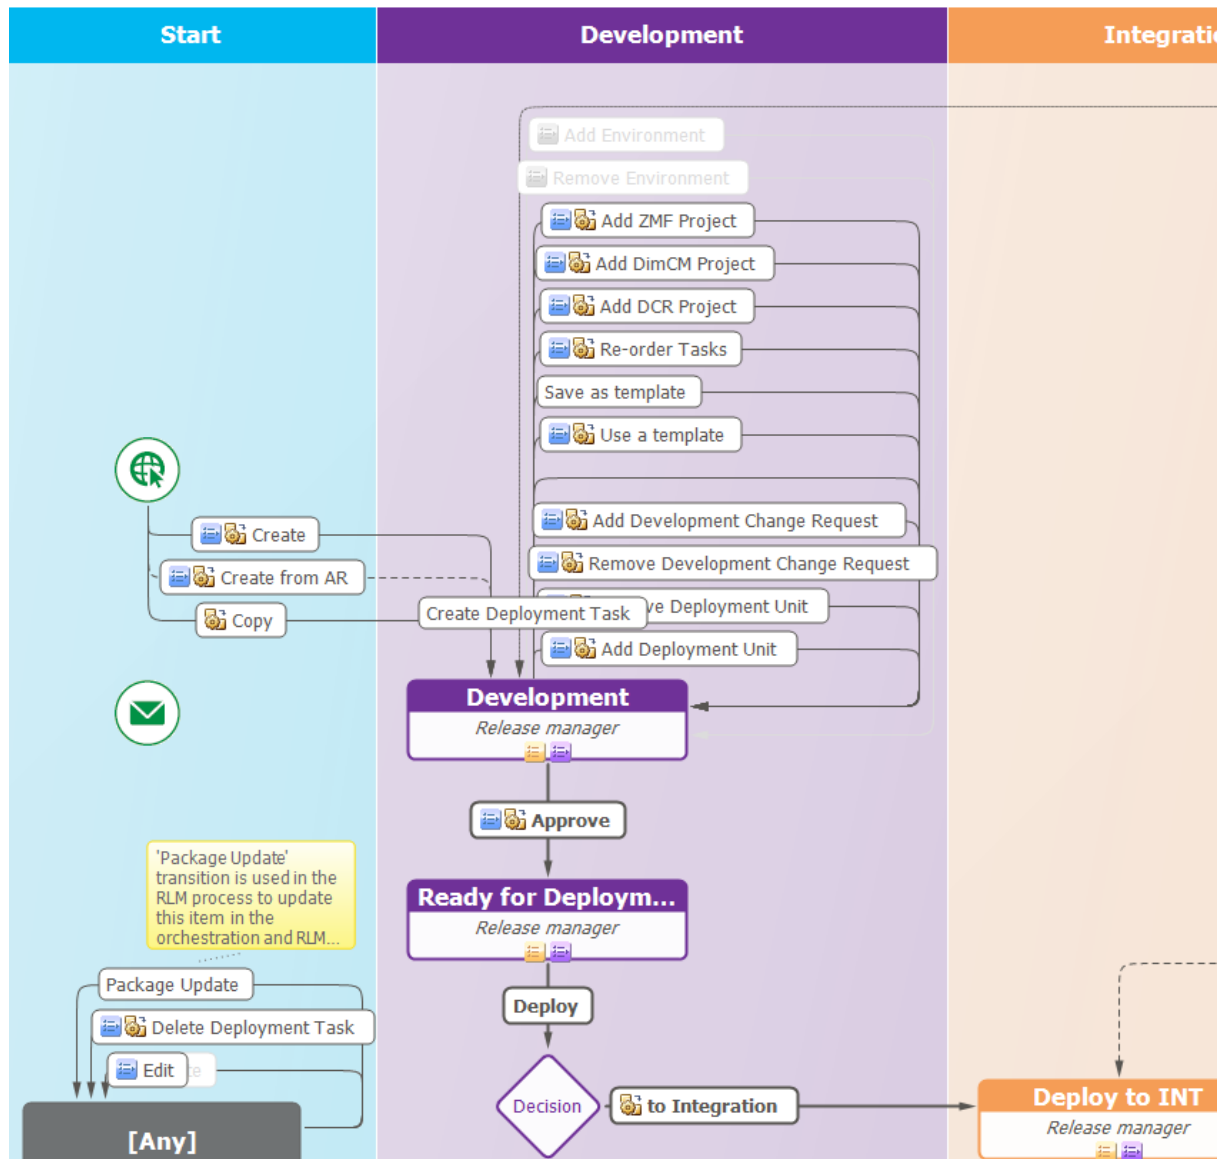 Start
Development
Integratio
Add Environment
Remove Environment
Add ZMF Project
Add DimCM Project
Add DCR Project
Re-order Tasks
Save as template
Use a template
Add Development Change Request
Create
Remove Development Change Request
Create from AR
Create Deployment Task
ve Deployment Unit
Copy
Add Deployment Unit
Development
Release manager
Approve
'Package Update'
transition is used in the
RLM process to update
this item in the
orchestration and RLM...
Ready for Deploym...
Release manager
Package Update
Deploy
Delete Deployment Task
Edit
te
Decision
to Integration
Deploy to INT
Release manager
[Any]